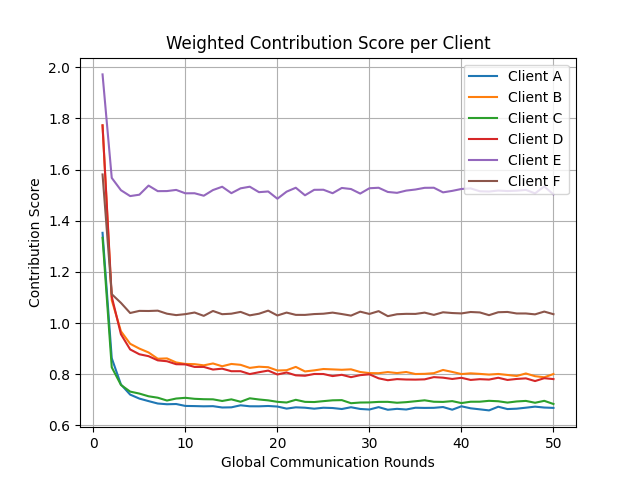 Weighted Contribution Score per Client
Contribution Score
2.0
1.8
1.6
1.4
1.2
1.0
0.8
0.6
Client A
Client B
Client C
Client D
Client E
Client F
0
10
20
30
40
50
Global Communication Rounds